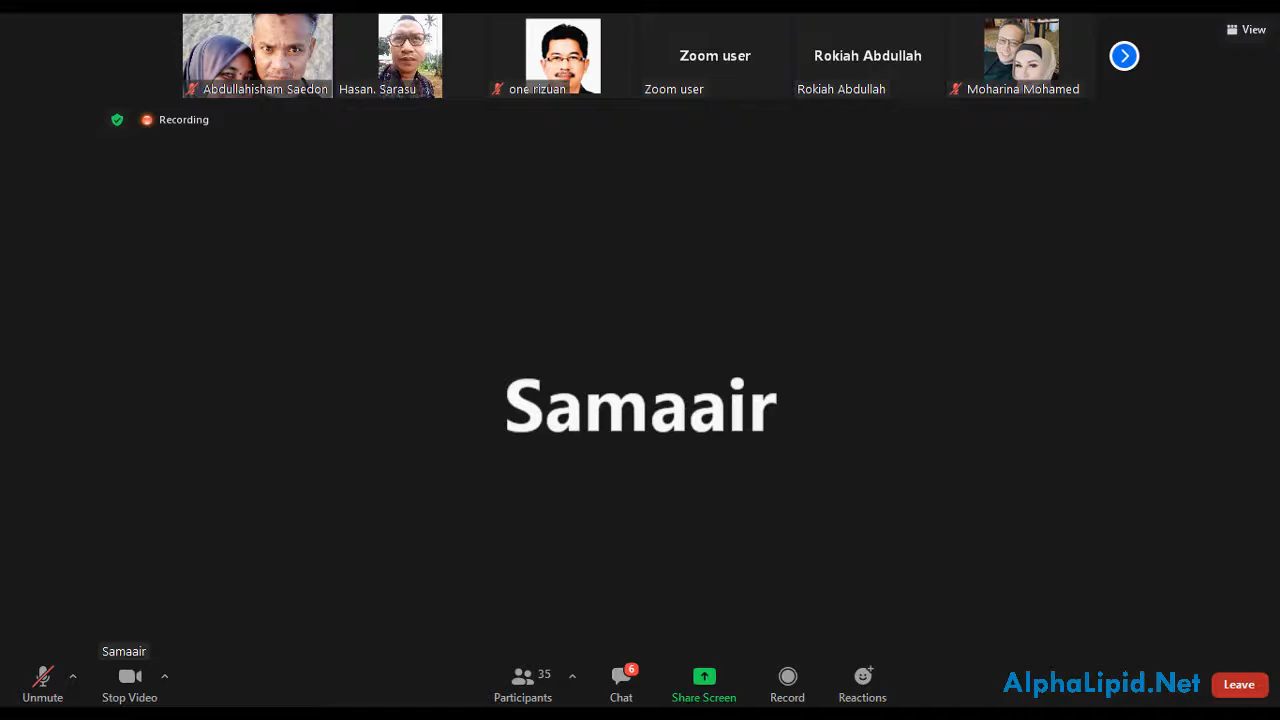 Zoom user
Rokiah Abdullah
View
Abdullahisham Saedon
Hasan. Sarasu
one rizuan
Zoom user
Rokiah Abdullah
Moharina Mohamed
Recording
Samaair
Samaair
35
6
Unmute
Stop Video
Participants
Chat
Share Screen
Record
Reactions
AlphaLipid.Net
Leave